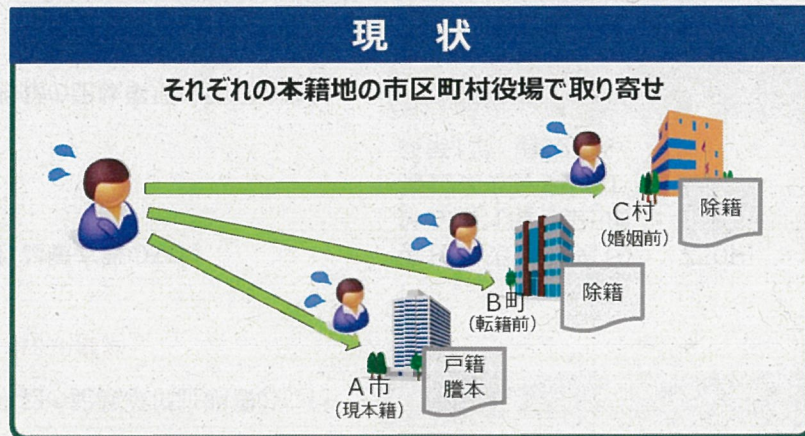 現 状
それぞれの本籍地の市区町村役場で取り寄せ
C村
(婚姻前)
除籍
B町
(転籍前)
除籍
A市
(現本籍)
戸籍
謄本